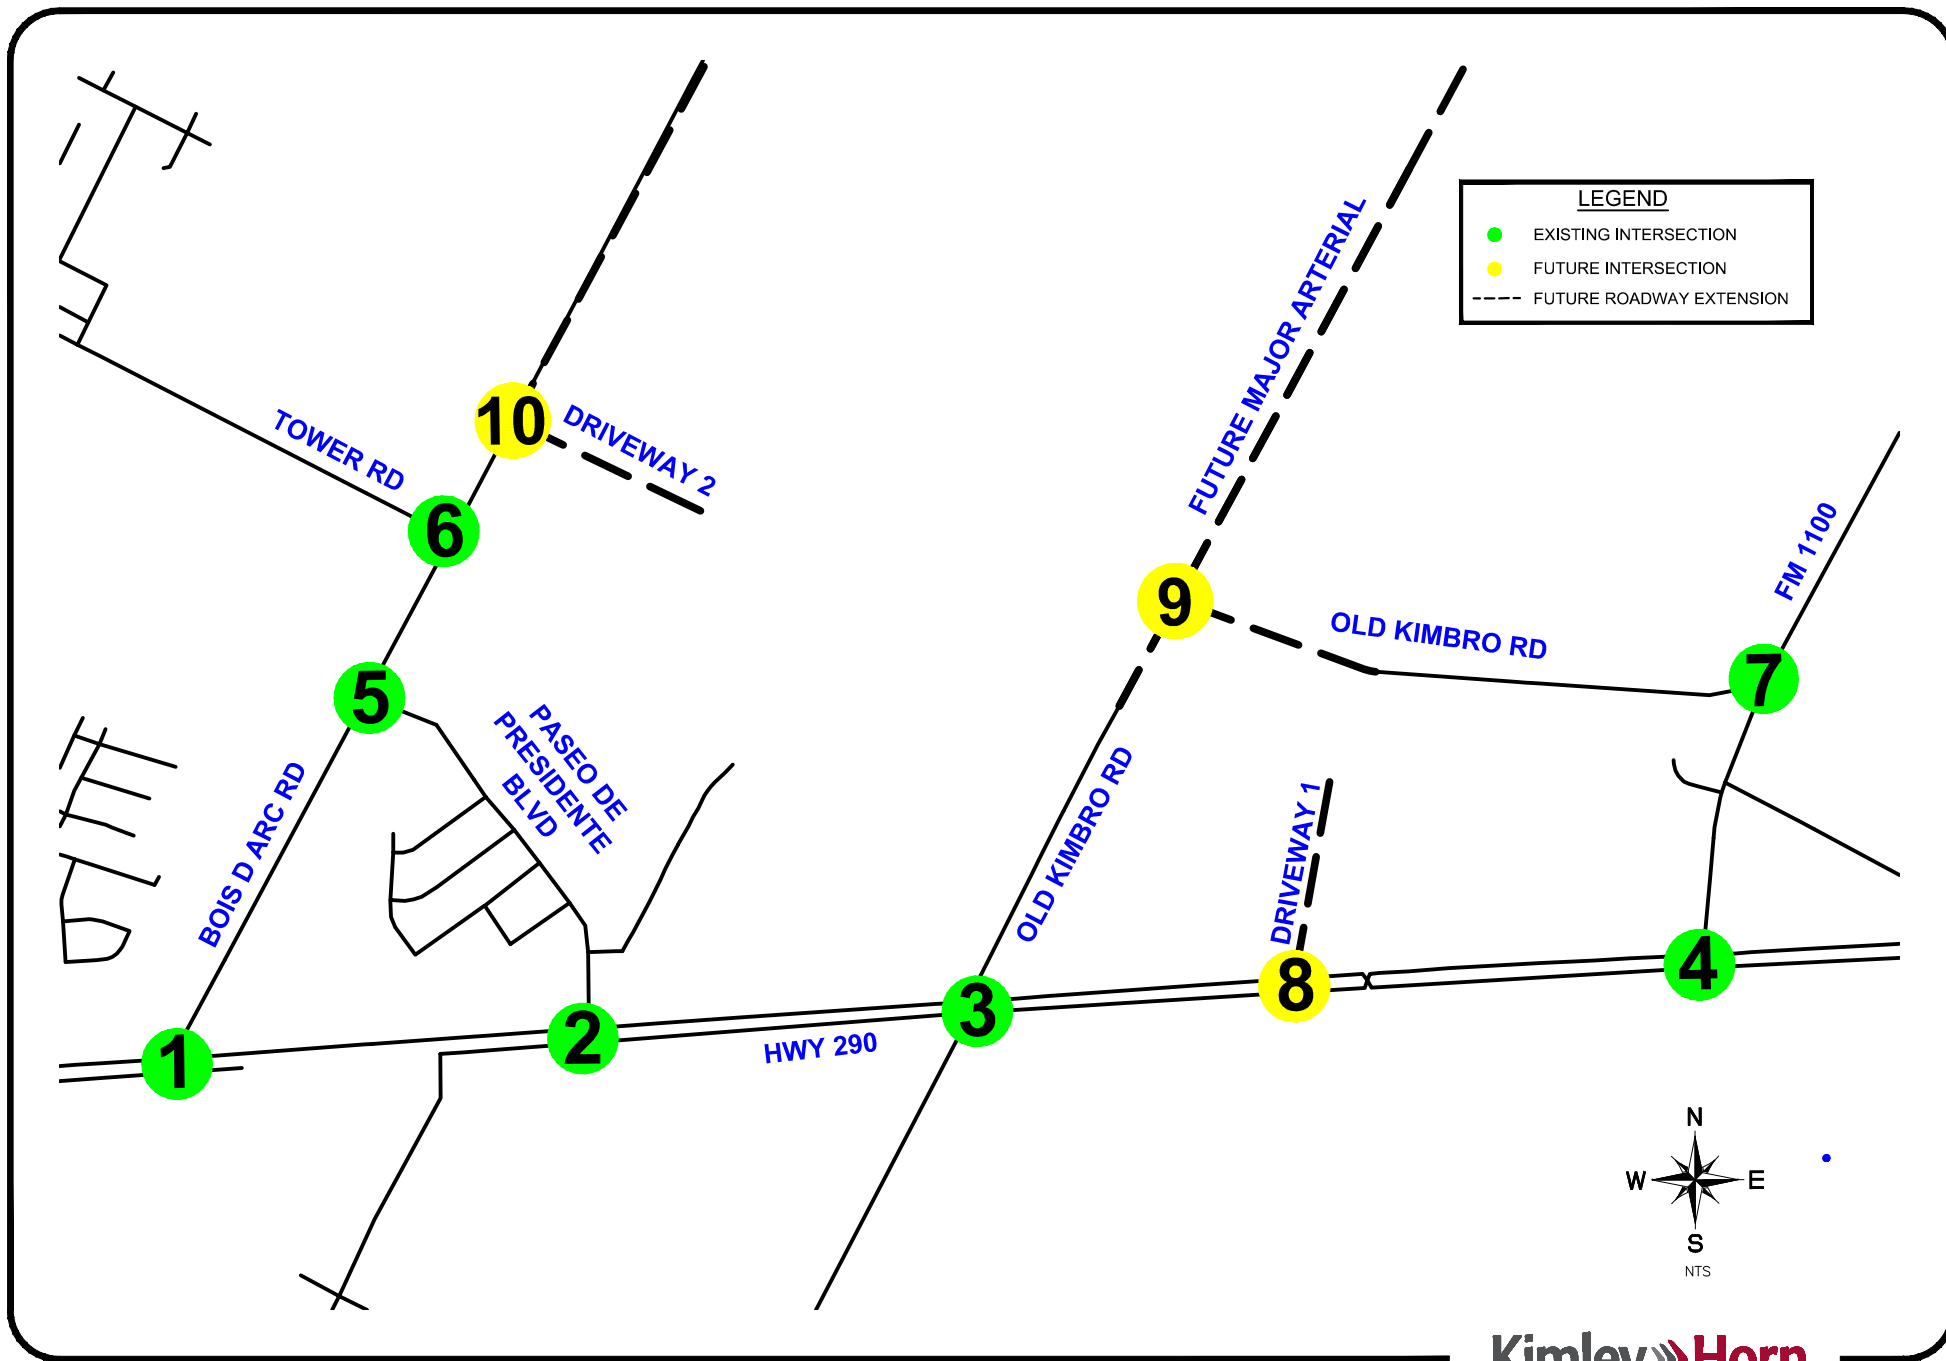 LEGEND
EXISTING INTERSECTION
FUTURE INTERSECTION
FUTURE ROADWAY EXTENSION
FUTURE MAJOR ARTERIAL
10
DRIVEWAY 2
TOWER RD
6
FM 1100
9
OLD KIMBRO RD
7
5
PASEO DE
PRESIDENTE
BLVD
BOIS D ARC RD
OLD KIMBRO RD
DRIVEWAY 1
4
8
3
2
1
HWY 290
N
W
E
S
NTS
Kimley Horn